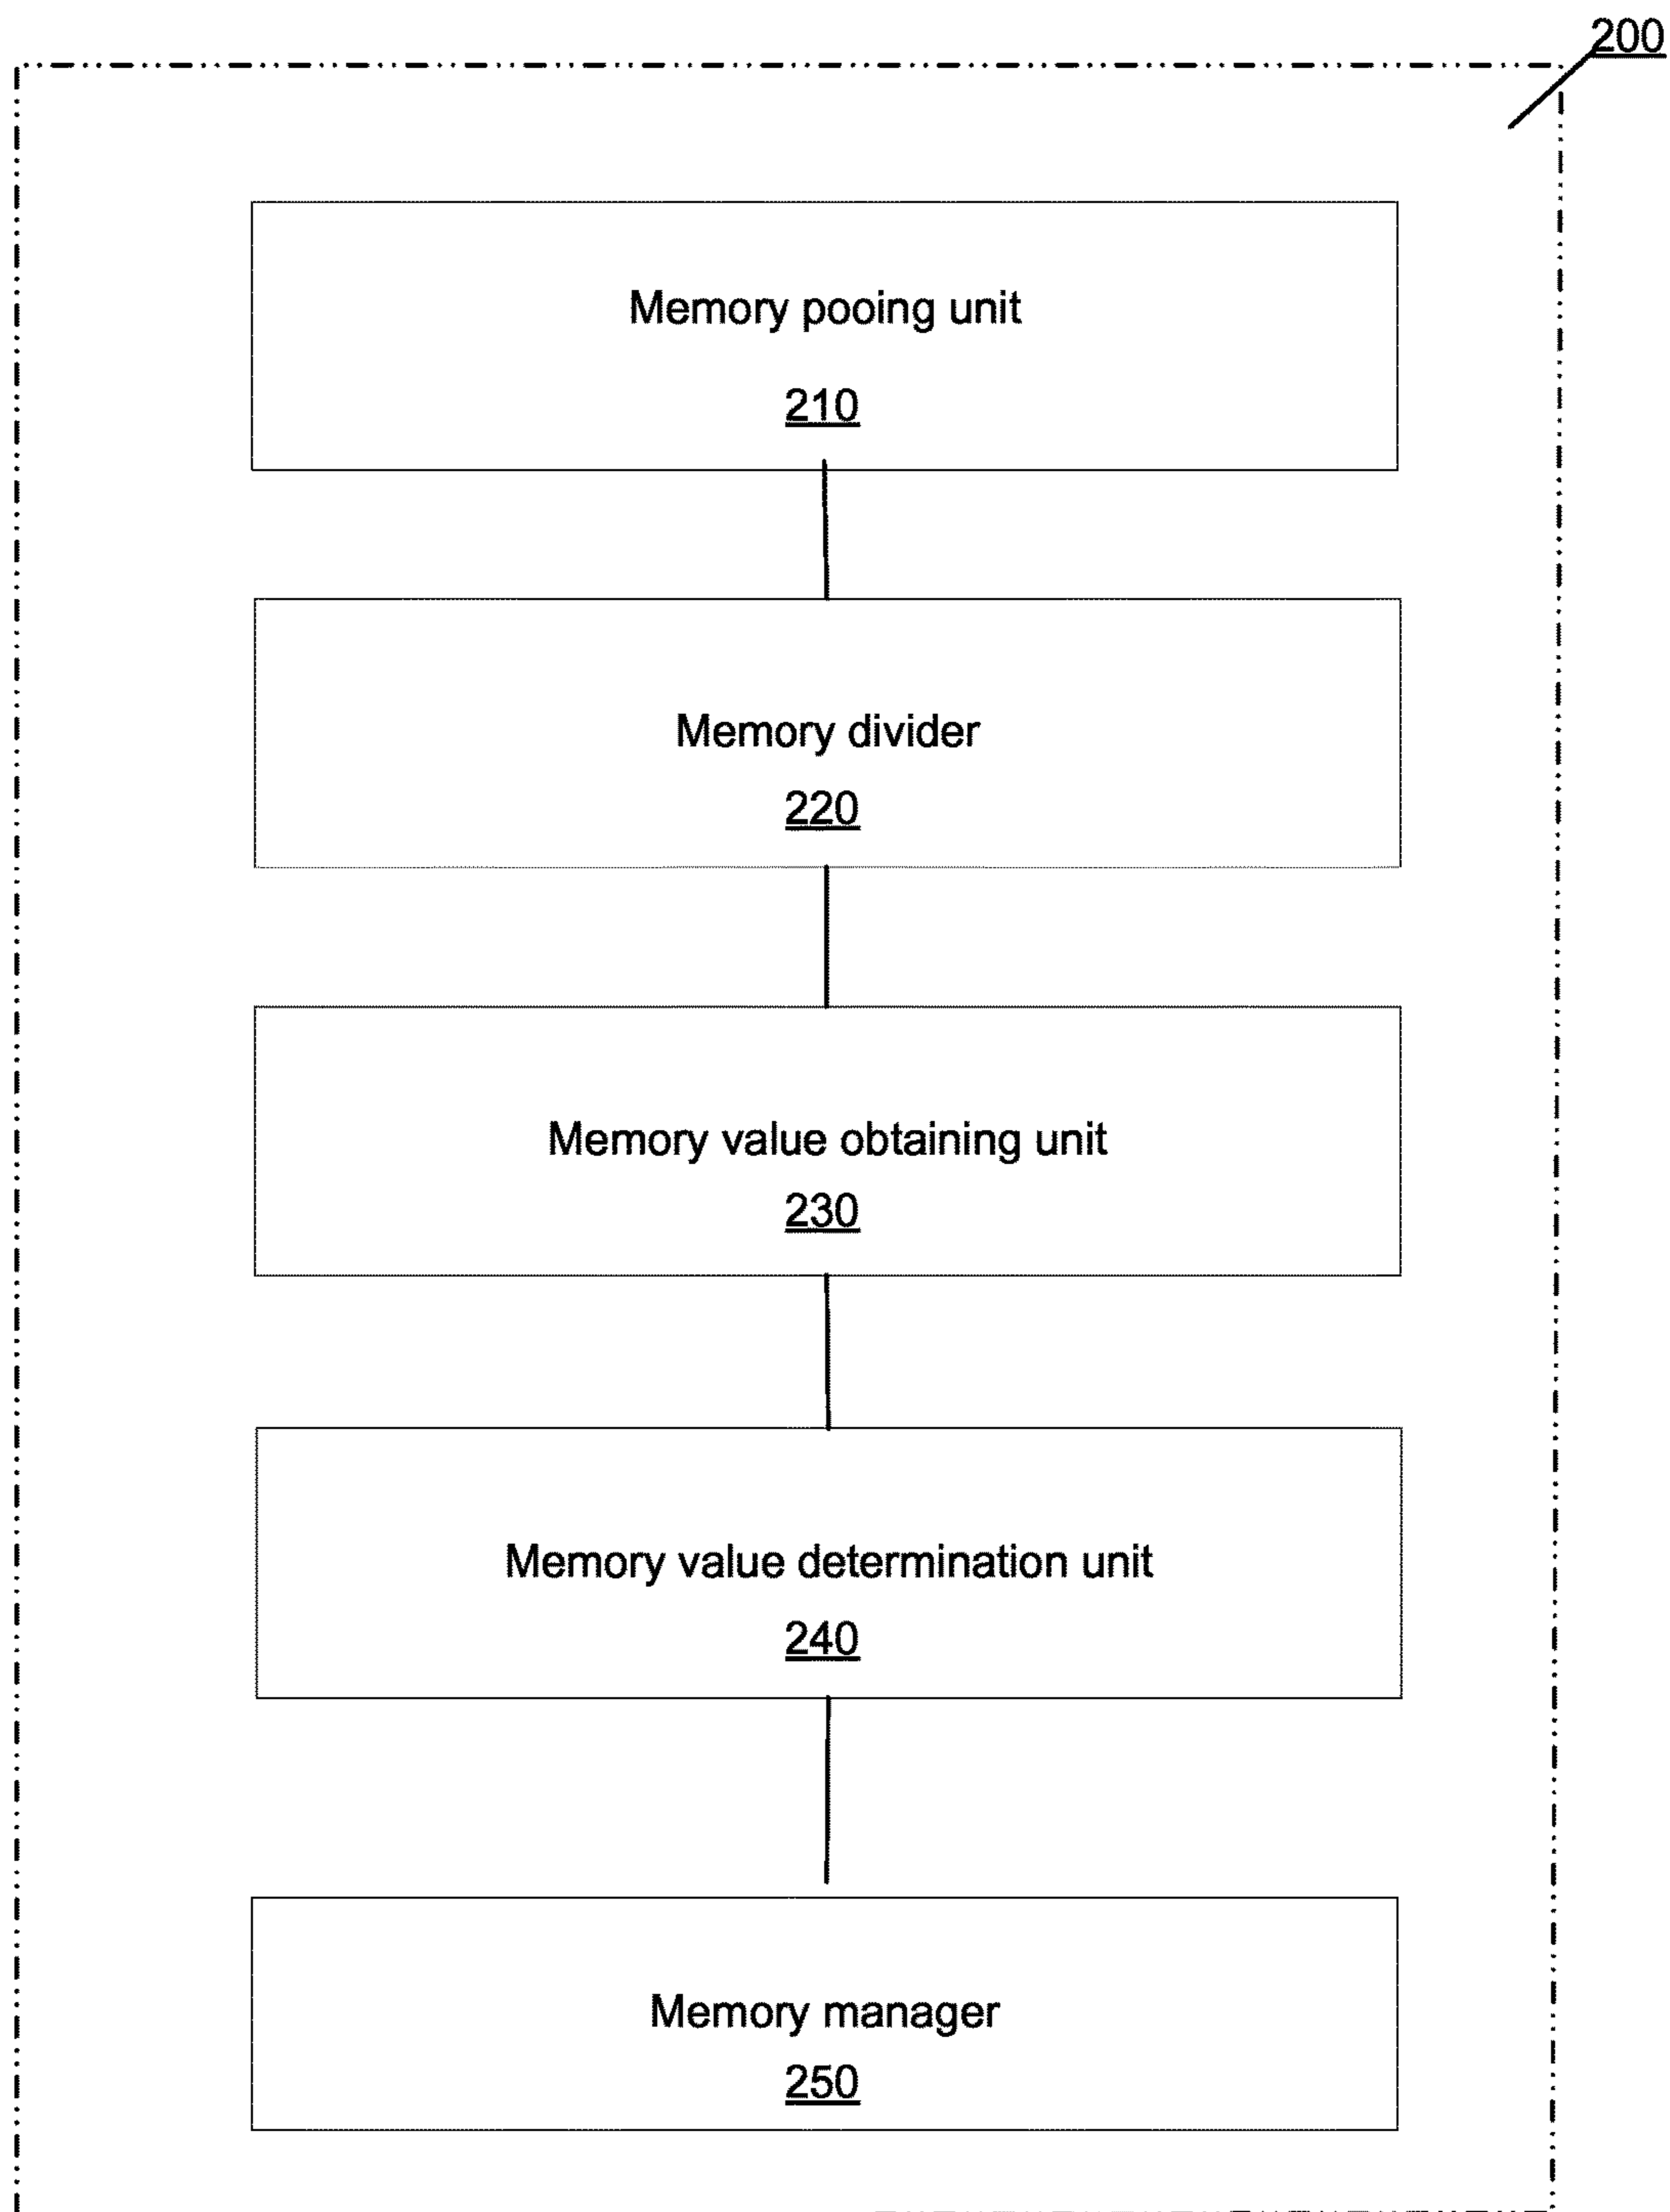 200
Memory pooing unit
210
Memory divider
220
Memory value obtaining unit
230
Memory value determination unit
240
Memory manager
250